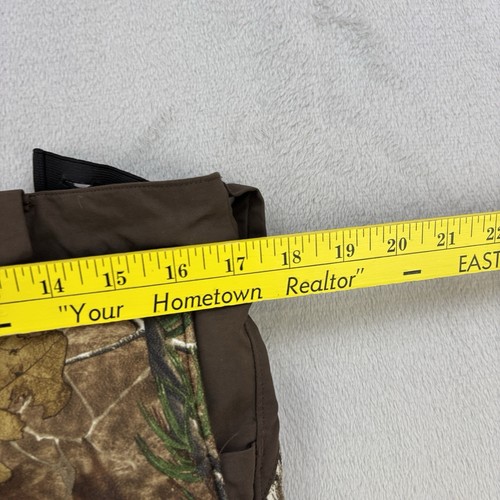 14 15 16 17 18 19 20 21 22
"Your Hometown Realtor" — EAST